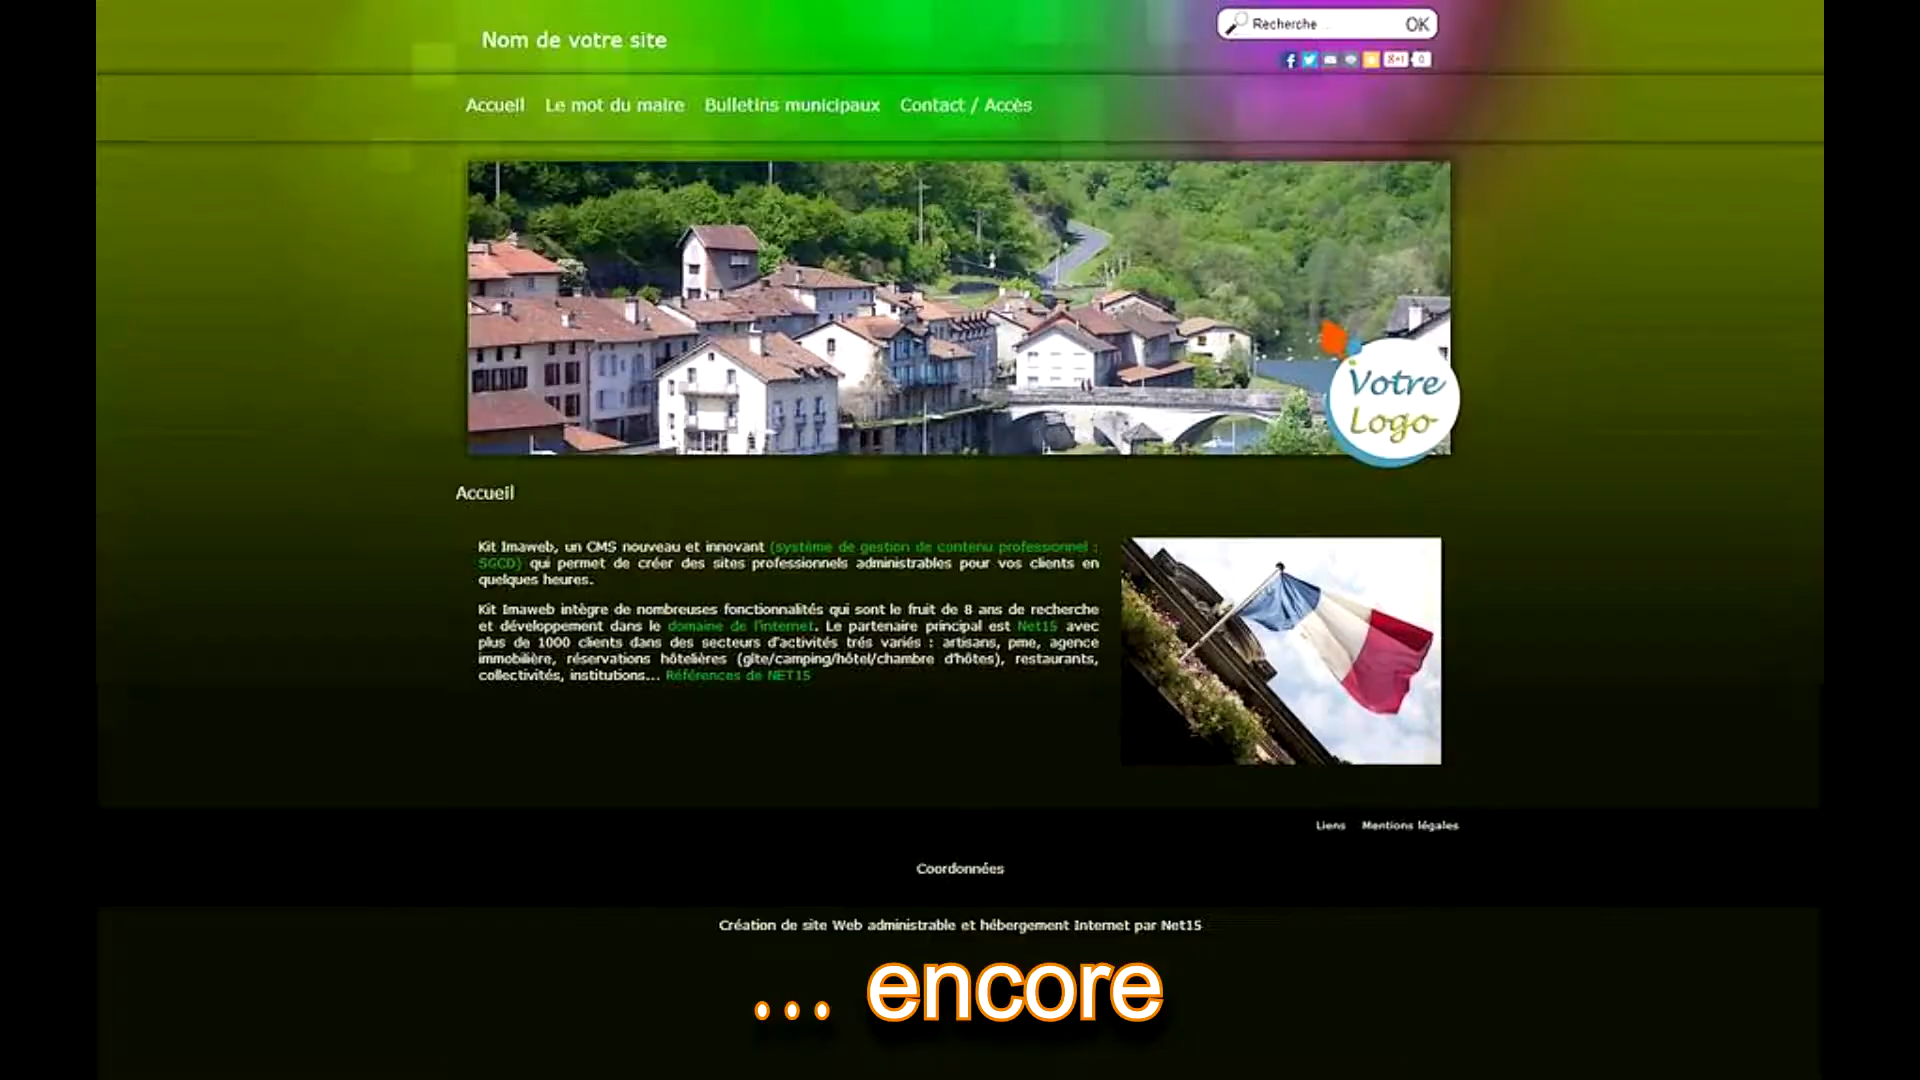 Nom de votre site
Recherche
OK
8+1
0
Accueil
Le mot du maire
Bulletins municipaux
Contact / Accès
Votre
Logo
Accueil
Kit Imaweb, un CMS nouveau et innovant (système de gestion de contenu professionnel :
SGCD) qui permet de créer des sites professionnels administrables pour vos clients en
quelques heures.
Kit Imaweb intègre de nombreuses fonctionnalités qui sont le fruit de 8 ans de recherche
et développement dans le domaine de l'internet. Le partenaire principal est Net15 avec
plus de 1000 clients dans des secteurs d'activités trés variés : artisans, pme, agence
immobilière, réservations hôtelières (gîte/camping/hôtel/chambre d'hôtes), restaurants,
collectivités, institutions... Références de NET15
Liens
Mentions légales
Coordonnées
Création de site Web administrable et hébergement Internet par Net15
... encore